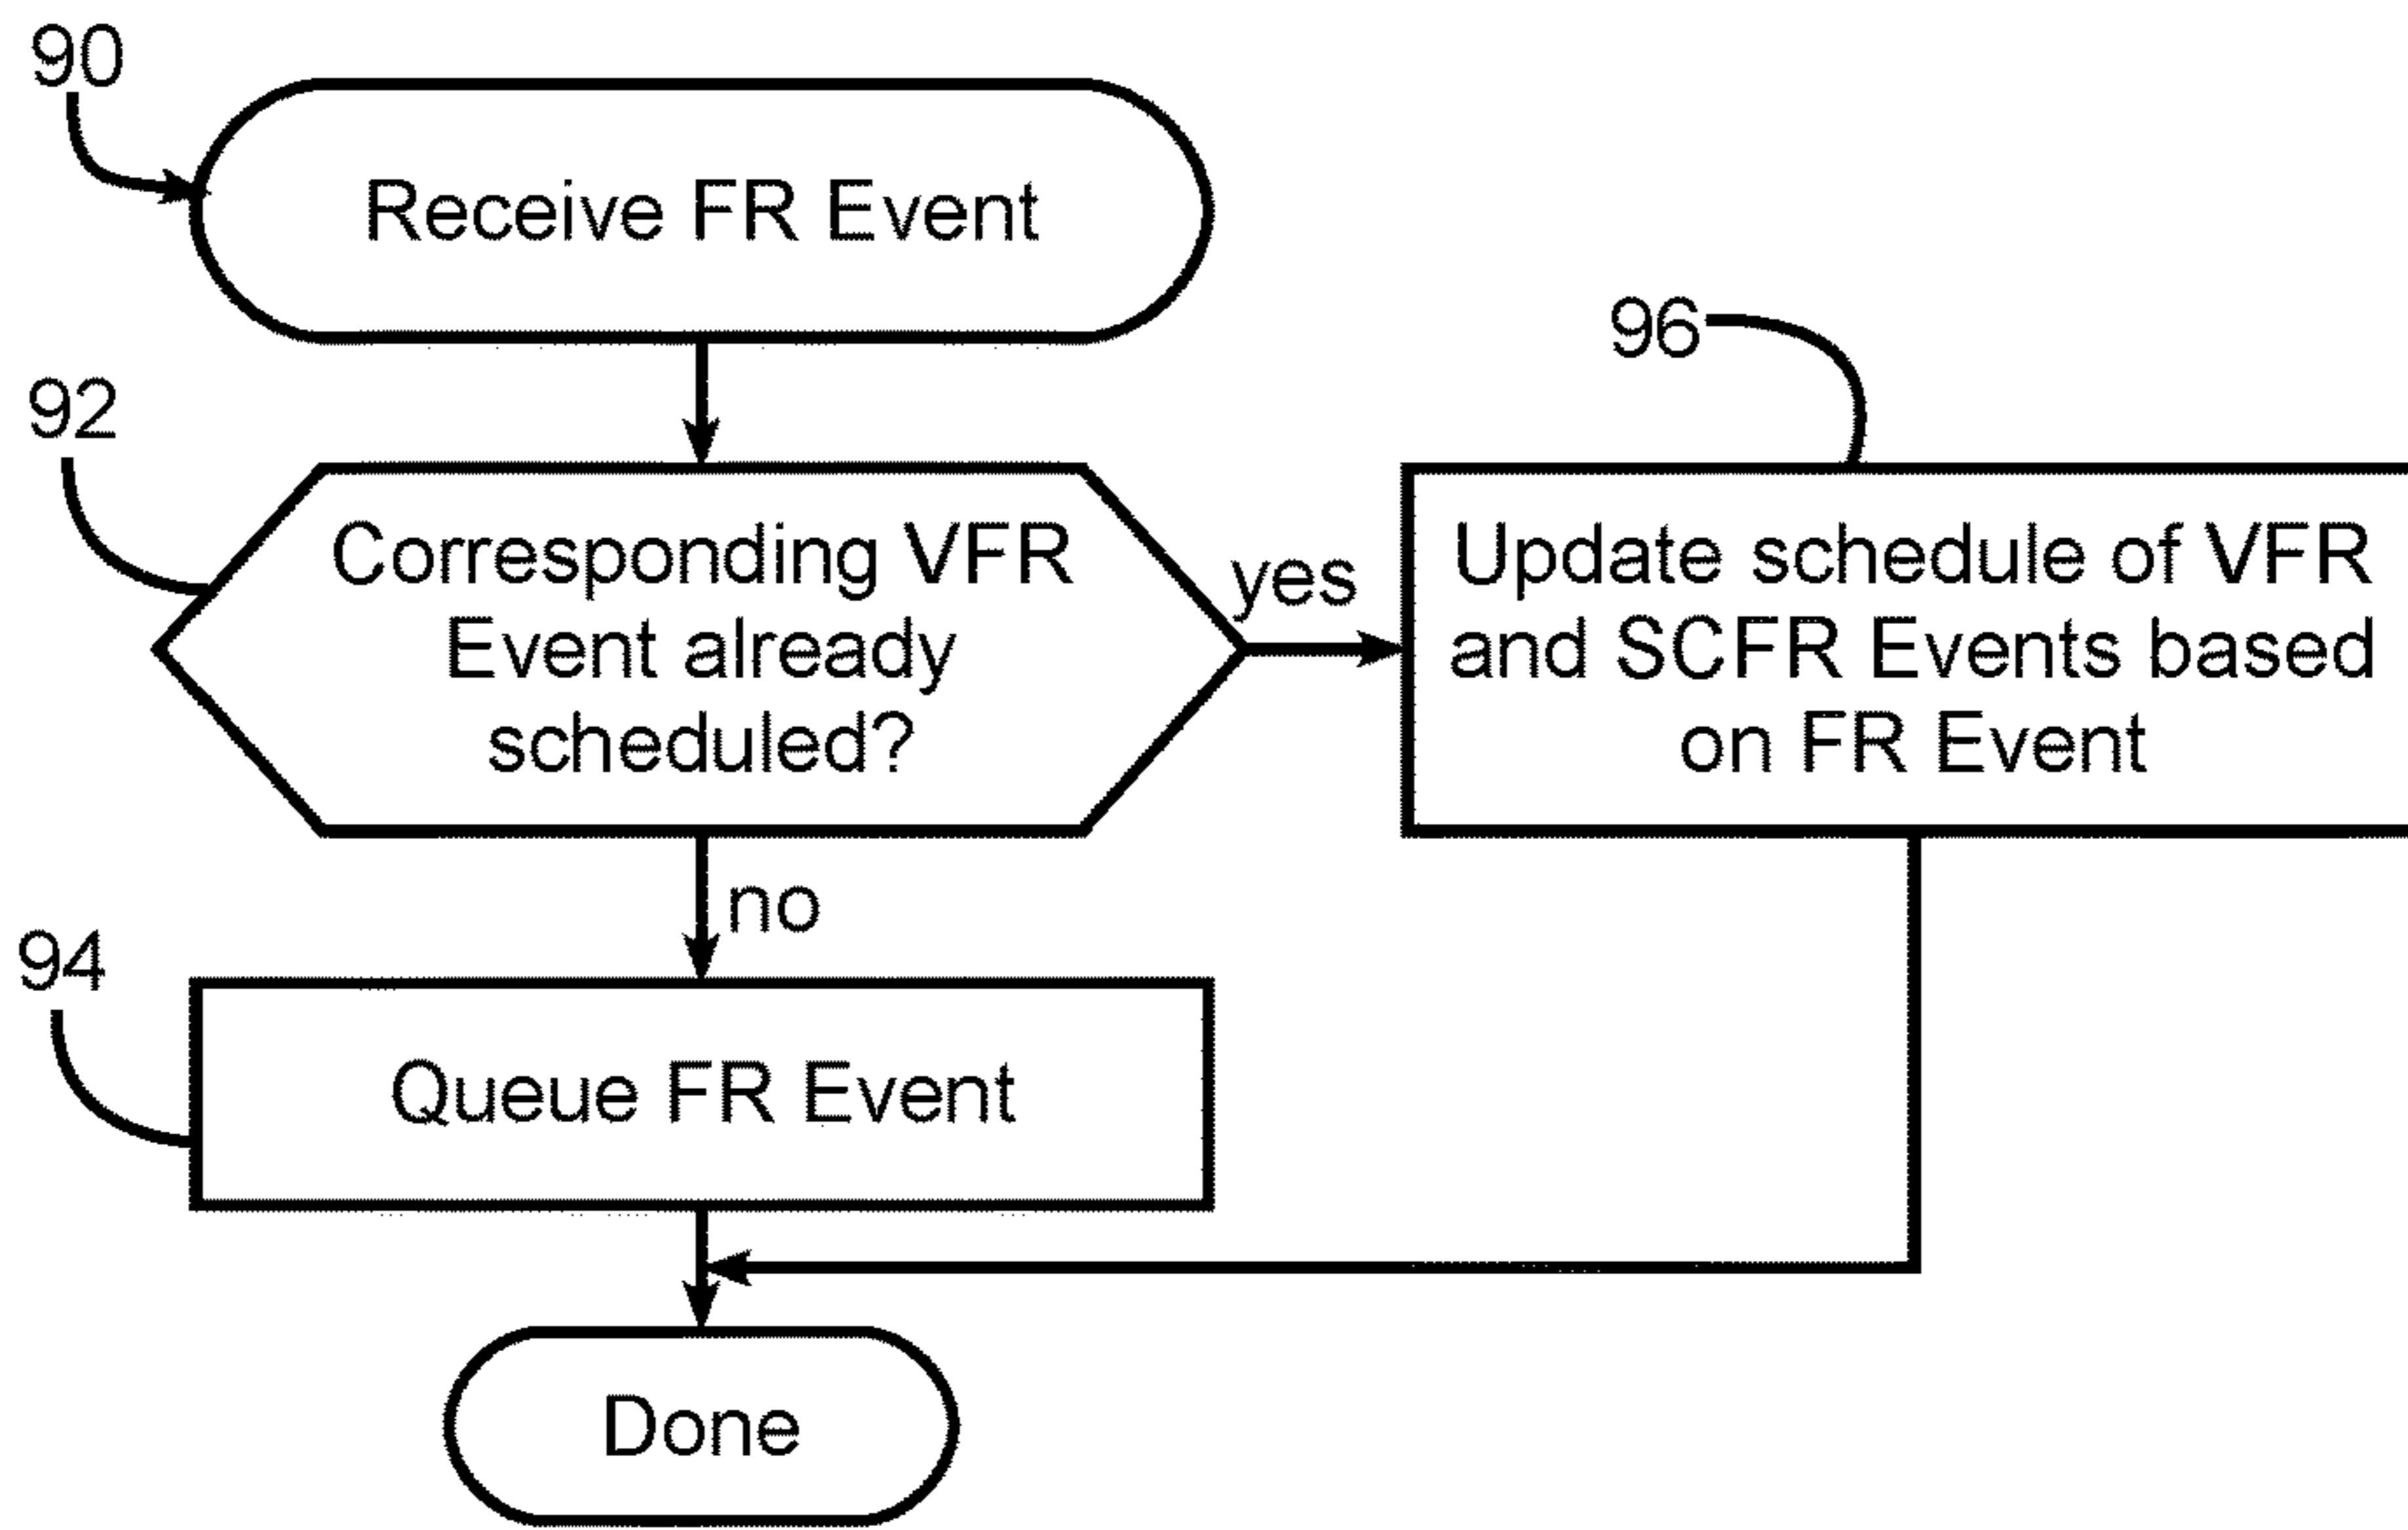 90
Receive FR Event
96
92
Corresponding VFR
Event already
scheduled?
yes
Update schedule of VFR
and SCFR Events based
on FR Event
no
94
Queue FR Event
Done